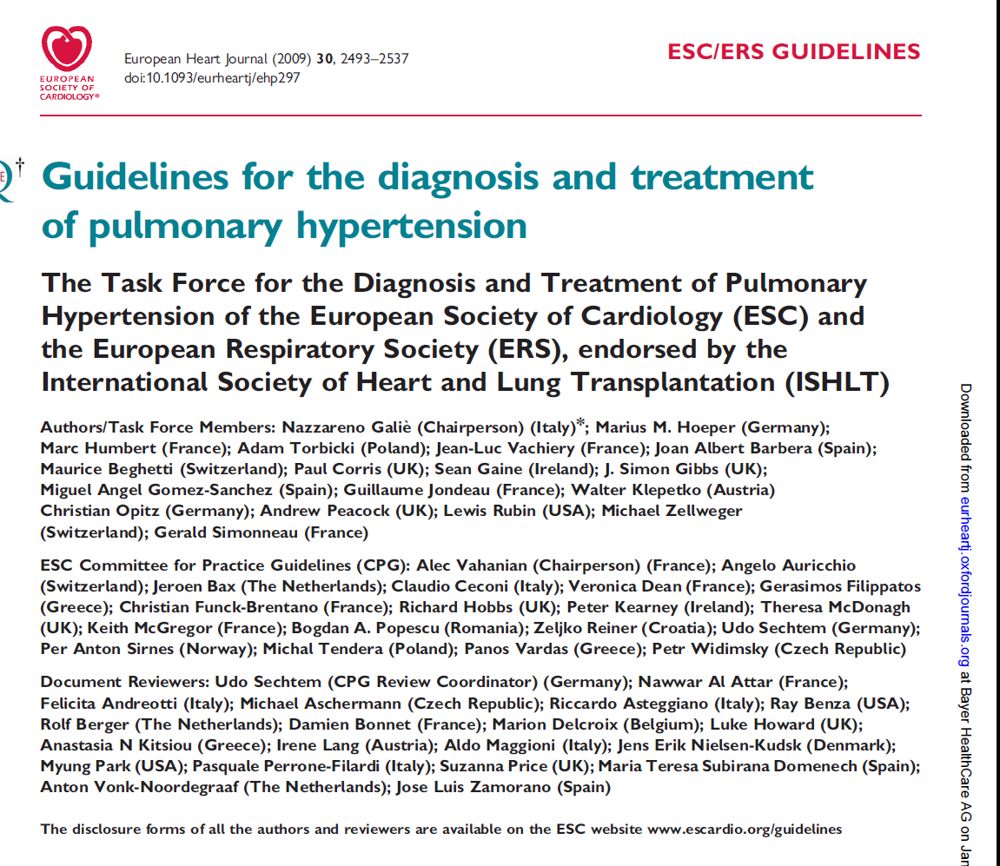 EUROPEAN
SOCIETY OF
CARDIOLOGY®
European Heart Journal (2009) 30, 2493–2537
doi:10.1093/eurheartj/ehp297
ESC/ERS GUIDELINES
†
Guidelines for the diagnosis and treatment
of pulmonary hypertension
The Task Force for the Diagnosis and Treatment of Pulmonary
Hypertension of the European Society of Cardiology (ESC) and
the European Respiratory Society (ERS), endorsed by the
International Society of Heart and Lung Transplantation (ISHLT)
Authors/Task Force Members: Nazzareno Galiè (Chairperson) (Italy)*; Marius M. Hoeper (Germany);
Marc Humbert (France); Adam Torbicki (Poland); Jean-Luc Vachiery (France); Joan Albert Barbera (Spain);
Maurice Beghetti (Switzerland); Paul Corris (UK); Sean Gaine (Ireland); J. Simon Gibbs (UK);
Miguel Angel Gomez-Sanchez (Spain); Guillaume Jondeau (France); Walter Klepetko (Austria)
Christian Opitz (Germany); Andrew Peacock (UK); Lewis Rubin (USA); Michael Zellweger
(Switzerland); Gerald Simonneau (France)
ESC Committee for Practice Guidelines (CPG): Alec Vahanian (Chairperson) (France); Angelo Auricchio
(Switzerland); Jeroen Bax (The Netherlands); Claudio Ceconi (Italy); Veronica Dean (France); Gerasimos Filippatos
(Greece); Christian Funck-Brentano (France); Richard Hobbs (UK); Peter Kearney (Ireland); Theresa McDonagh
(UK); Keith McGregor (France); Bogdan A. Popescu (Romania); Zeljko Reiner (Croatia); Udo Sechtem (Germany);
Per Anton Sirnes (Norway); Michal Tendera (Poland); Panos Vardas (Greece); Petr Widimsky (Czech Republic)
Document Reviewers: Udo Sechtem (CPG Review Coordinator) (Germany); Nawwar Al Attar (France);
Felicita Andreotti (Italy); Michael Aschermann (Czech Republic); Riccardo Asteggiano (Italy); Ray Benza (USA);
Rolf Berger (The Netherlands); Damien Bonnet (France); Marion Delcroix (Belgium); Luke Howard (UK);
Anastasia N Kitsiou (Greece); Irene Lang (Austria); Aldo Maggioni (Italy); Jens Erik Nielsen-Kudsk (Denmark);
Myung Park (USA); Pasquale Perrone-Filardi (Italy); Suzanna Price (UK); Maria Teresa Subirana Domenech (Spain);
Anton Vonk-Noordegraaf (The Netherlands); Jose Luis Zamorano (Spain)
The disclosure forms of all the authors and reviewers are available on the ESC website www.escardio.org/guidelines
Downloaded from eurheartj.oxfordjournals.org at Bayer HealthCare AG on Jan